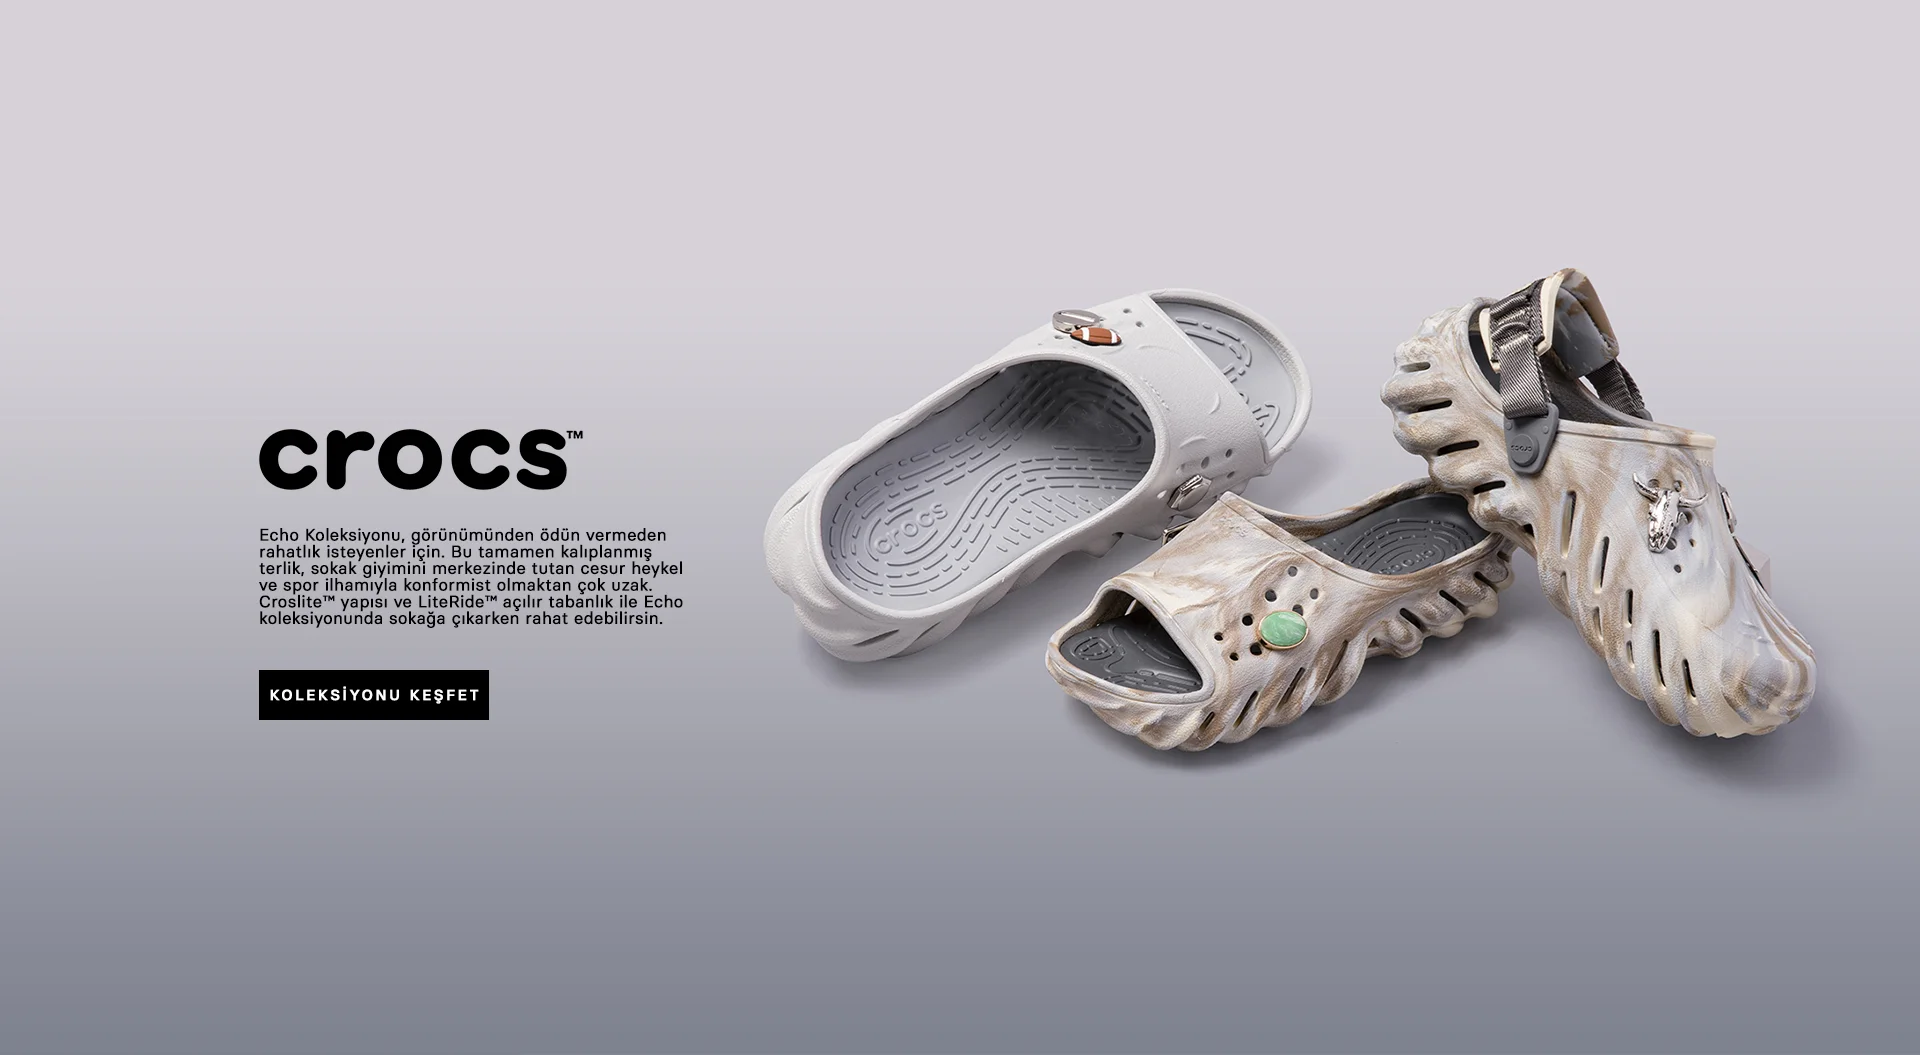 crocs™
Echo Koleksiyonu, görünümünden ödün vermeden
rahatlık isteyenler için. Bu tamamen kalıplanmış
terlik, sokak giyimini merkezinde tutan cesur heykel
ve spor ilhamıyla konformist olmaktan çok uzak.
Croslite™ yapısı ve LiteRide™ açılır tabanlık ile Echo
koleksiyonunda sokağa çıkarken rahat edebilirsin.
KOLEKSİYONU KEŞFET
crocs
crocs
crocs